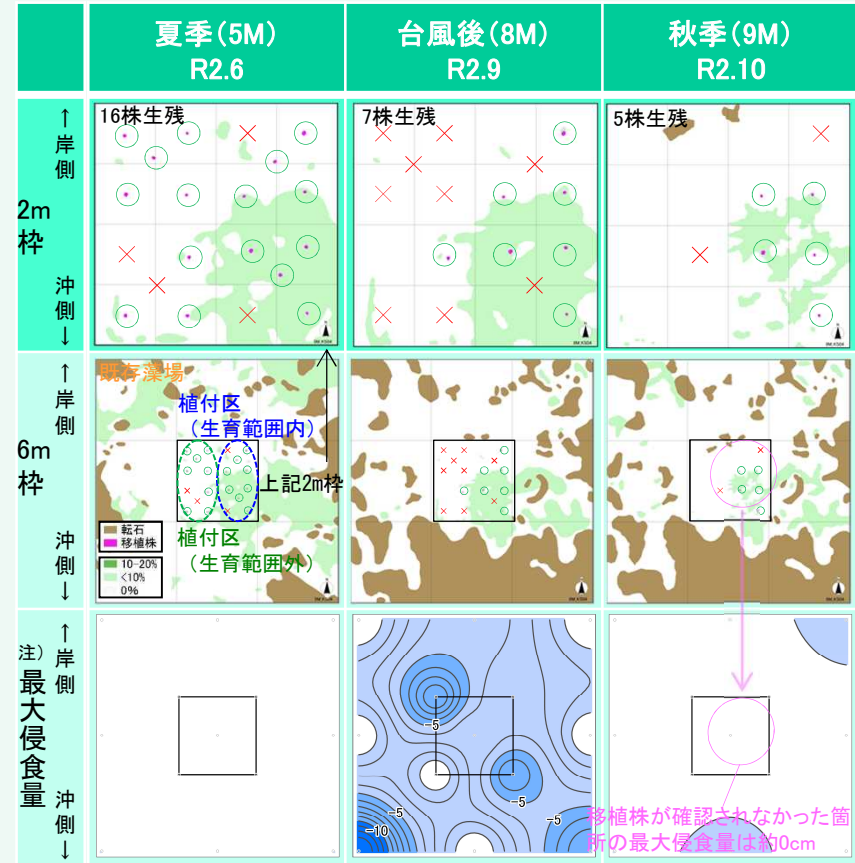 夏季(5M)
R2.6
台風後(8M)
R2.9
秋季(9M)
R2.10
↑
岸
側
2m
枠
沖
側
↓
16株生残
7株生残
5株生残
↑
岸
側
6m
枠
沖
側
↓
既存藻場
植付区
(生育範囲内)
上記2m枠
植付区
(生育範囲外)
転石
移植株
10-20%
<10%
0%
↑
岸
側
注)
最大侵食量
沖
側
↓
-5
-5
-5
-5
-10
移植株が確認されなかった箇
所の最大侵食量は約0cm